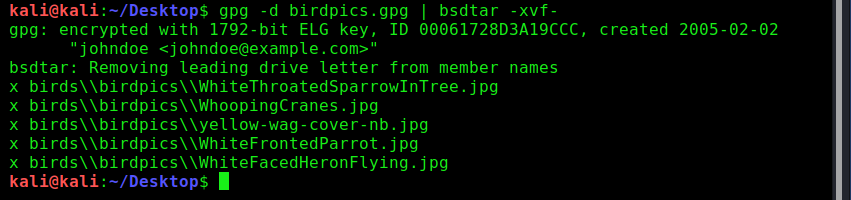 kali@kali:~/Desktop$ gpg -d birdpics.gpg | bsdtar -xvf-
gpg: encrypted with 1792-bit ELG key, ID 00061728D3A19CCC, created 2005-02-02
      "johndoe <johndoe@example.com>"
bsdtar: Removing leading drive letter from member names
x birds\\birdpics\\WhiteThroatedSparrowInTree.jpg
x birds\\birdpics\\WhoopingCranes.jpg
x birds\\birdpics\\yellow-wag-cover-nb.jpg
x birds\\birdpics\\WhiteFrontedParrot.jpg
x birds\\birdpics\\WhiteFacedHeronFlying.jpg
kali@kali:~/Desktop$